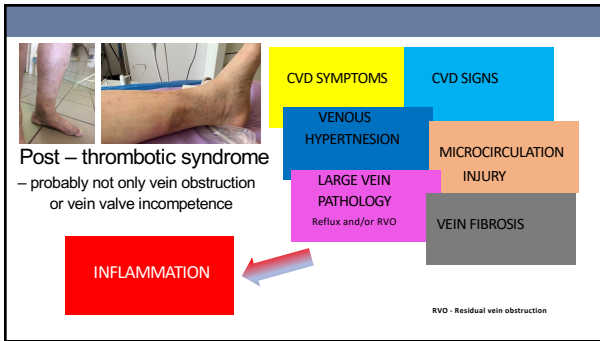 CVD SYMPTOMS
CVD SIGNS
VENOUS
HYPERTNESION
Post – thrombotic syndrome
– probably not only vein obstruction
or vein valve incompetence
MICROCIRCULATION
INJURY
LARGE VEIN
PATHOLOGY
Reflux and/or RVO
VEIN FIBROSIS
INFLAMMATION
RVO - Residual vein obstruction